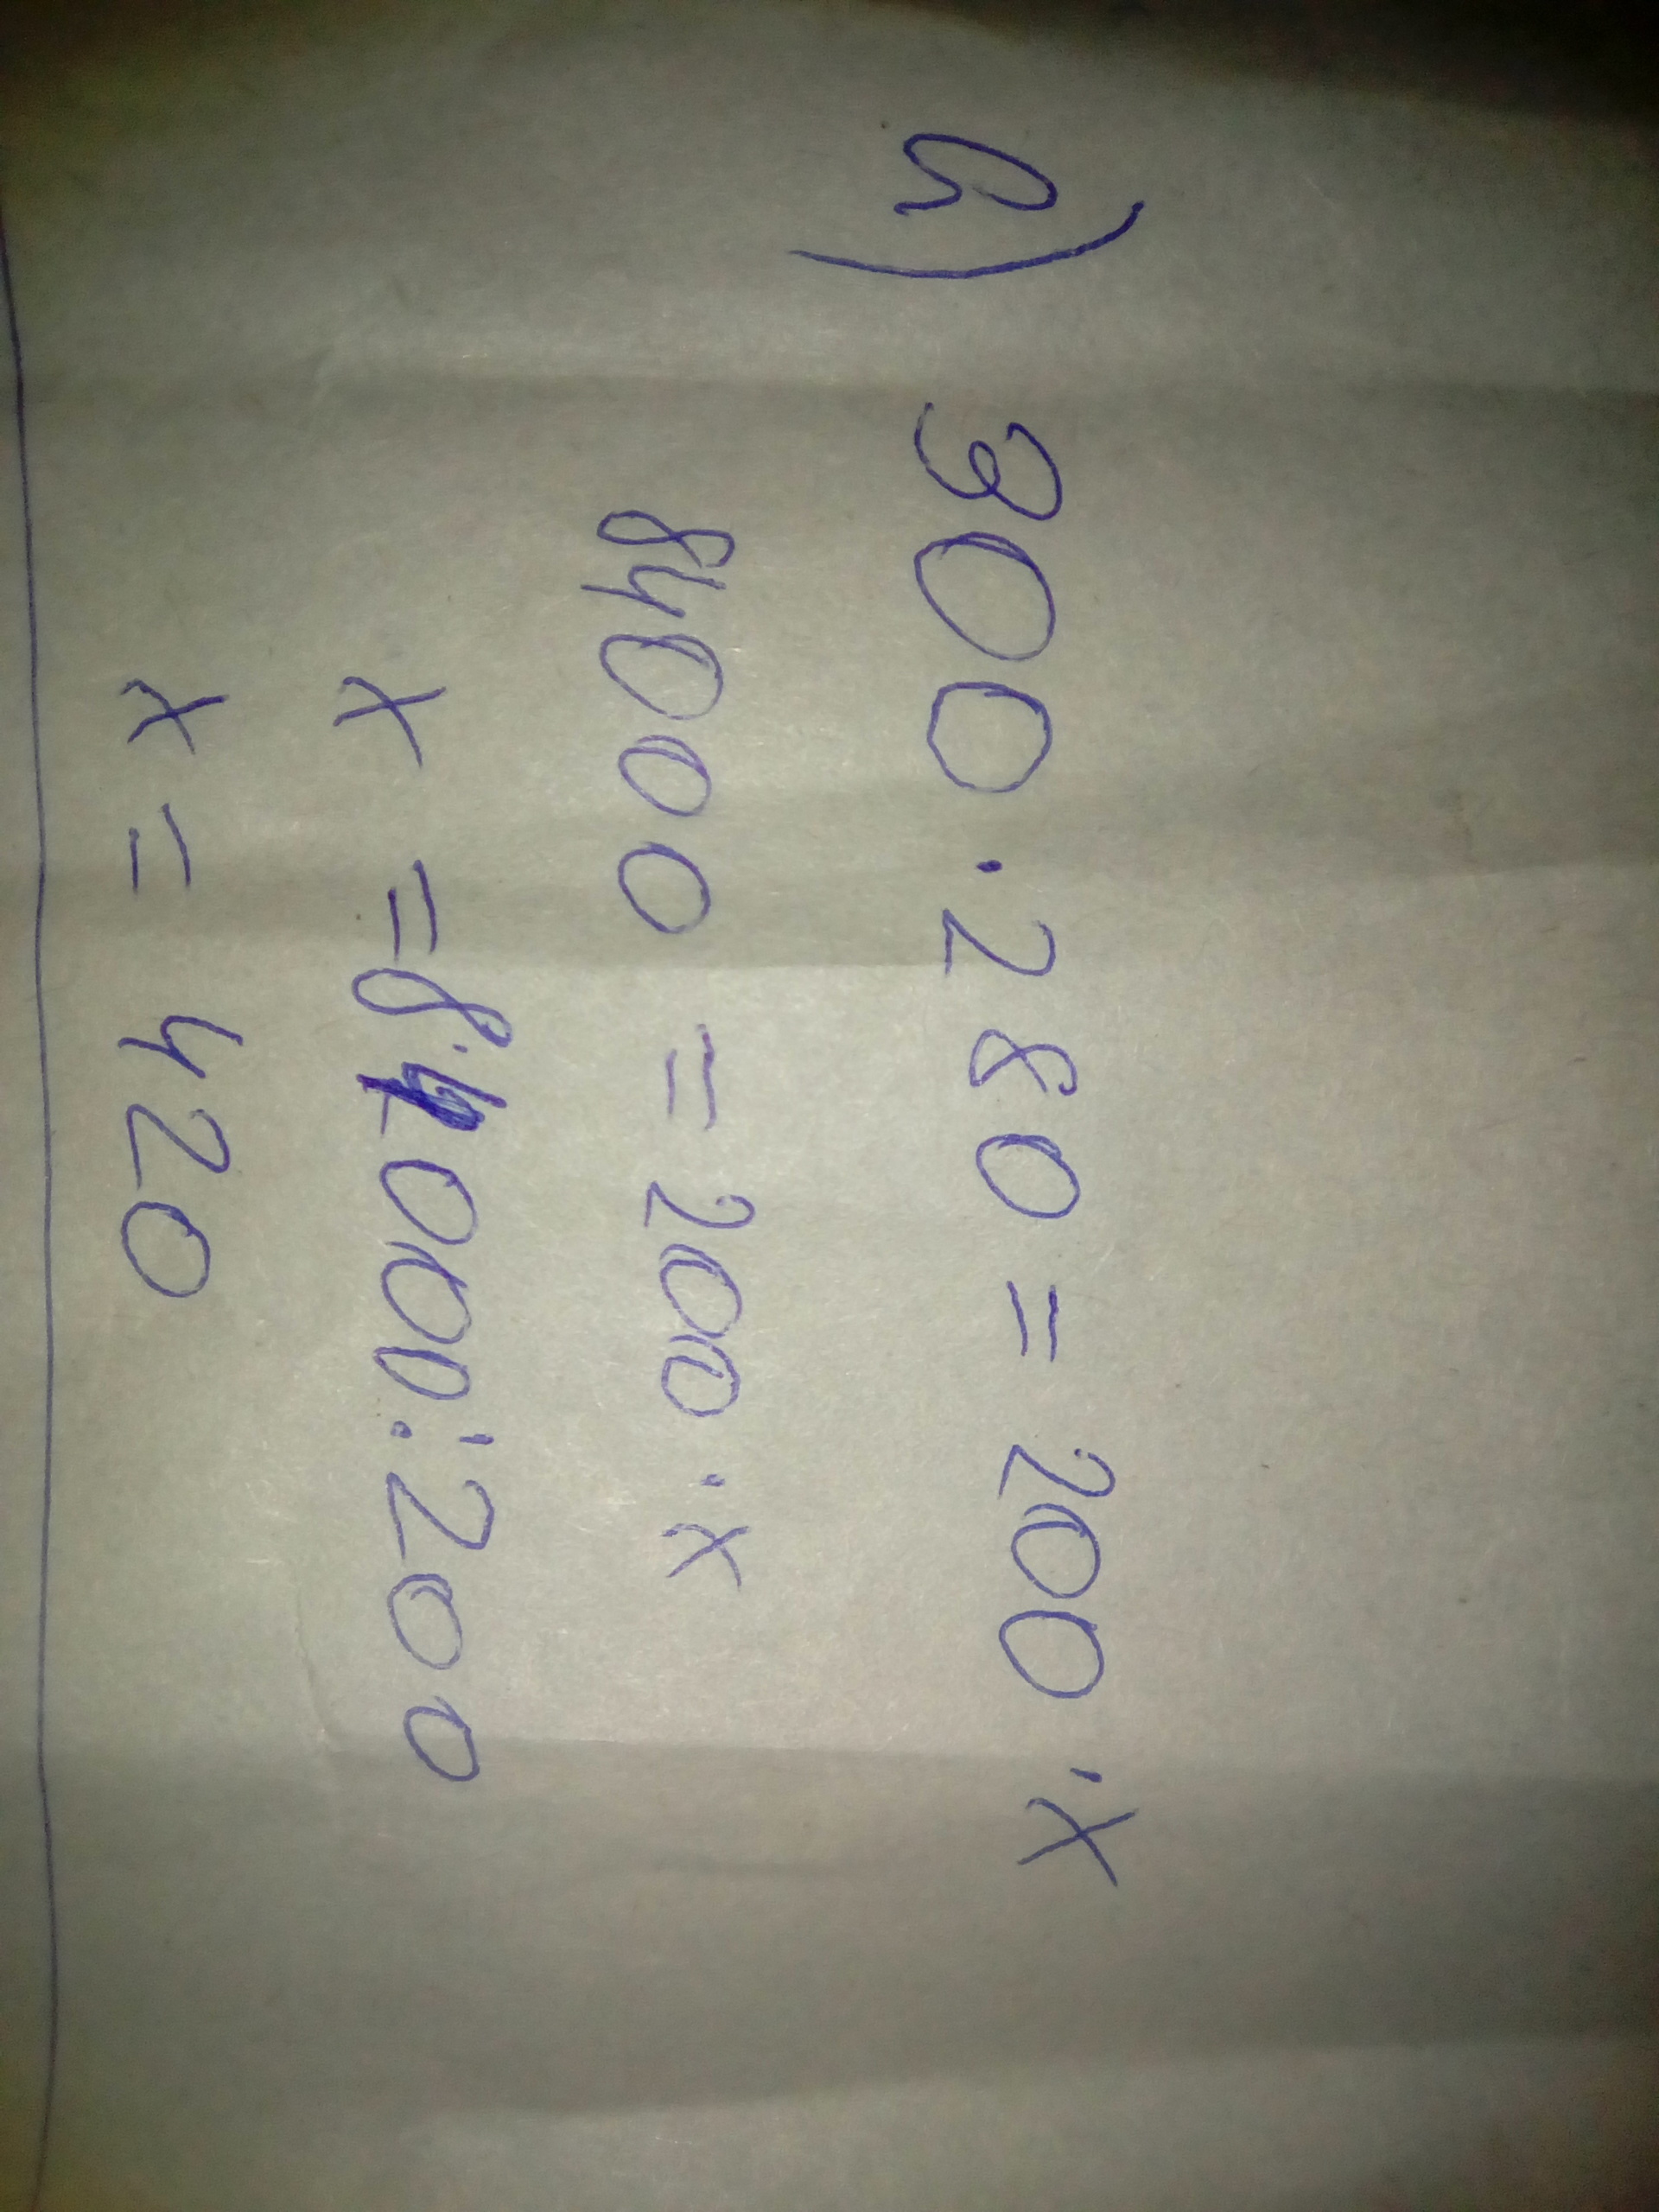 a) 300 · 280 = 200 · x
84000 = 200 · x
x = 84000 : 200
x = 420